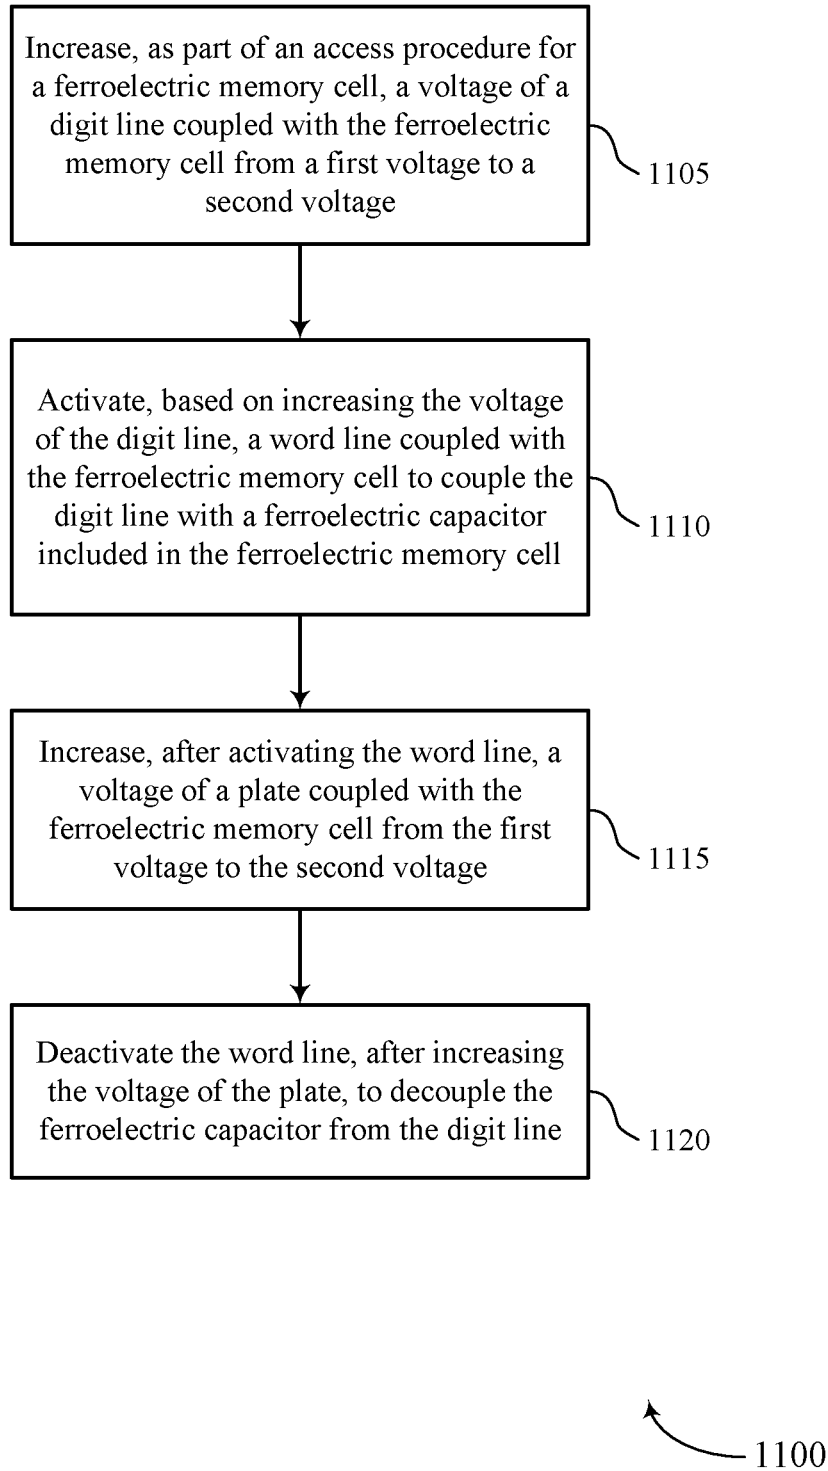 Increase, as part of an access procedure for
a ferroelectric memory cell, a voltage of a
digit line coupled with the ferroelectric
memory cell from a first voltage to a
second voltage
1105
Activate, based on increasing the voltage
of the digit line, a word line coupled with
the ferroelectric memory cell to couple the
digit line with a ferroelectric capacitor
included in the ferroelectric memory cell
1110
Increase, after activating the word line, a
voltage of a plate coupled with the
ferroelectric memory cell from the first
voltage to the second voltage
1115
Deactivate the word line, after increasing
the voltage of the plate, to decouple the
ferroelectric capacitor from the digit line
1120
1100